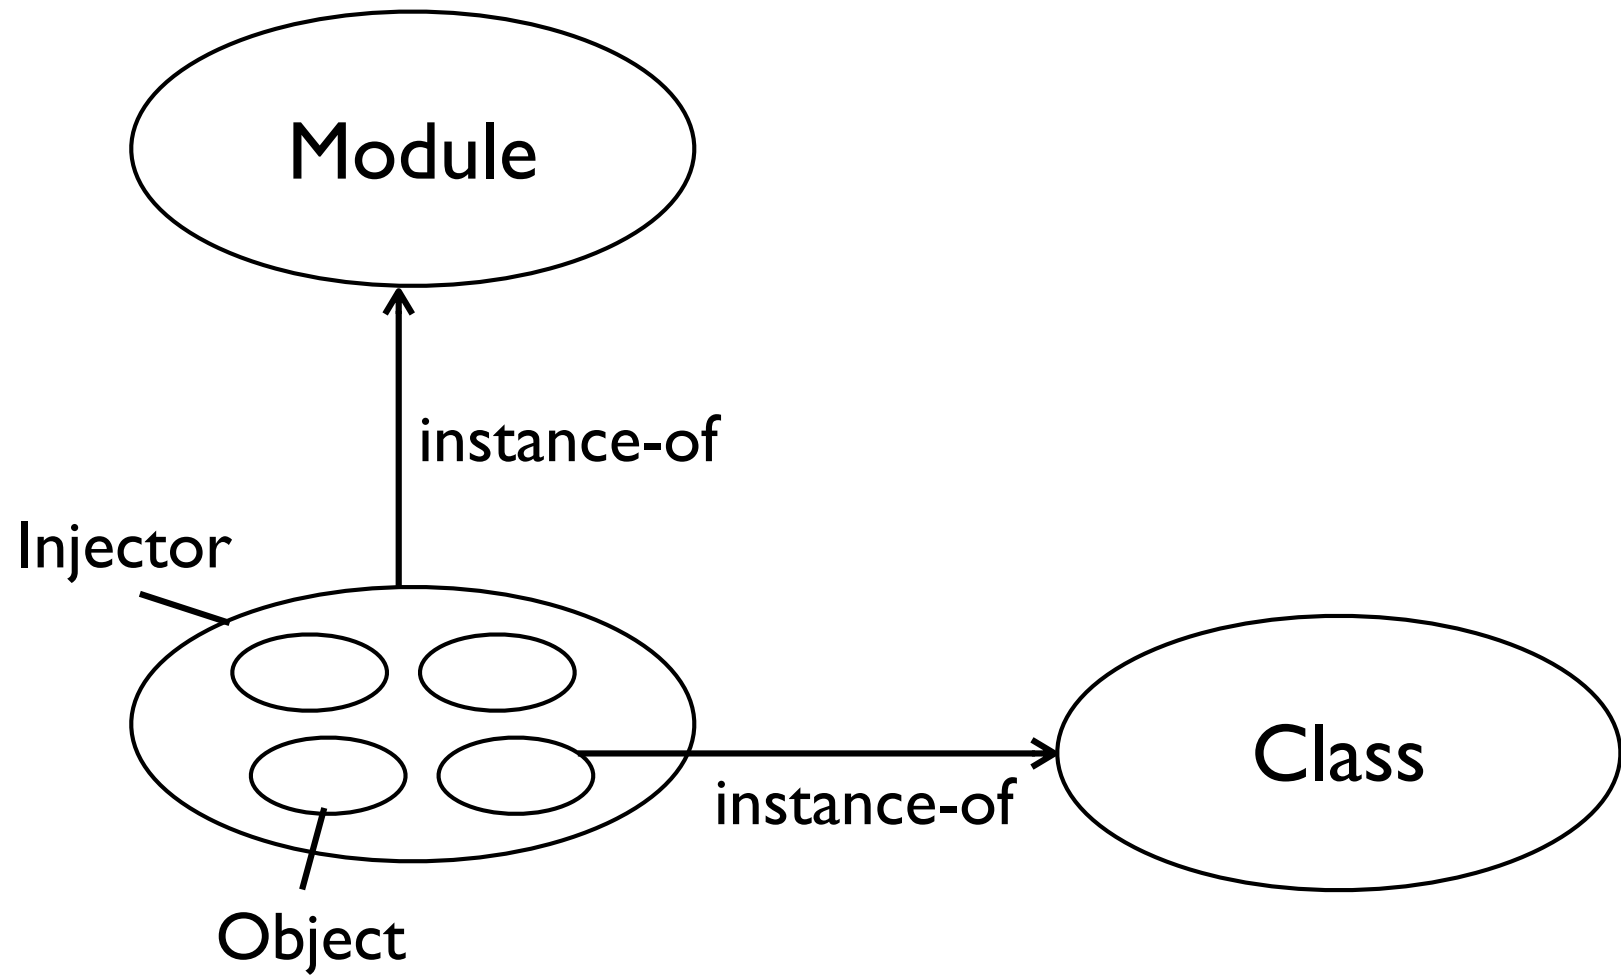 Module
instance-of
Injector
Class
instance-of
Object